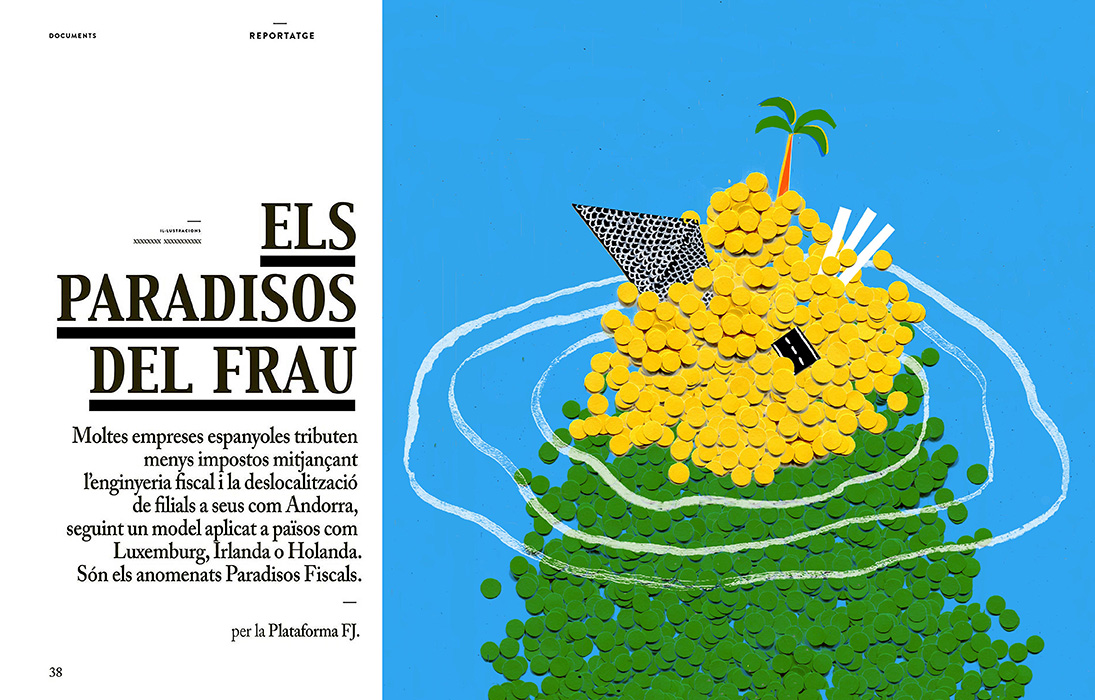 DOCUMENTS
REPORTATGE
IL·LUSTRACIONS
XXXXXXXX XXXXXXXXXXX
ELS
PARADISOS
DEL FRAU
Moltes empreses espanyoles tributen
menys impostos mitjançant
l'enginyeria fiscal i la deslocalització
de filials a seus com Andorra,
seguint un model aplicat a països com
Luxemburg, Irlanda o Holanda.
Són els anomenats Paradisos Fiscals.
per la Plataforma FJ.
38